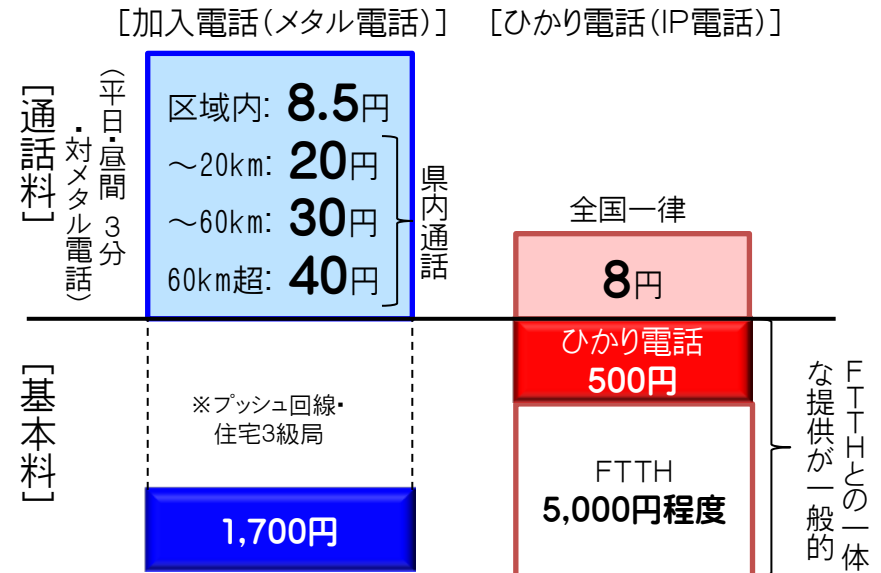 [加入電話(メタル電話)]
[ひかり電話(IP電話)]
[通話料]
(平日・昼間 3分
・対メタル電話)
区域内: 8.5円
～20km: 20円
～60km: 30円
60km超: 40円
県内通話
全国一律
8円
[基本料]
※プッシュ回線・
住宅3級局
1,700円
ひかり電話
500円
FTTH
5,000円程度
FTTHとの一体
な提供が一般的